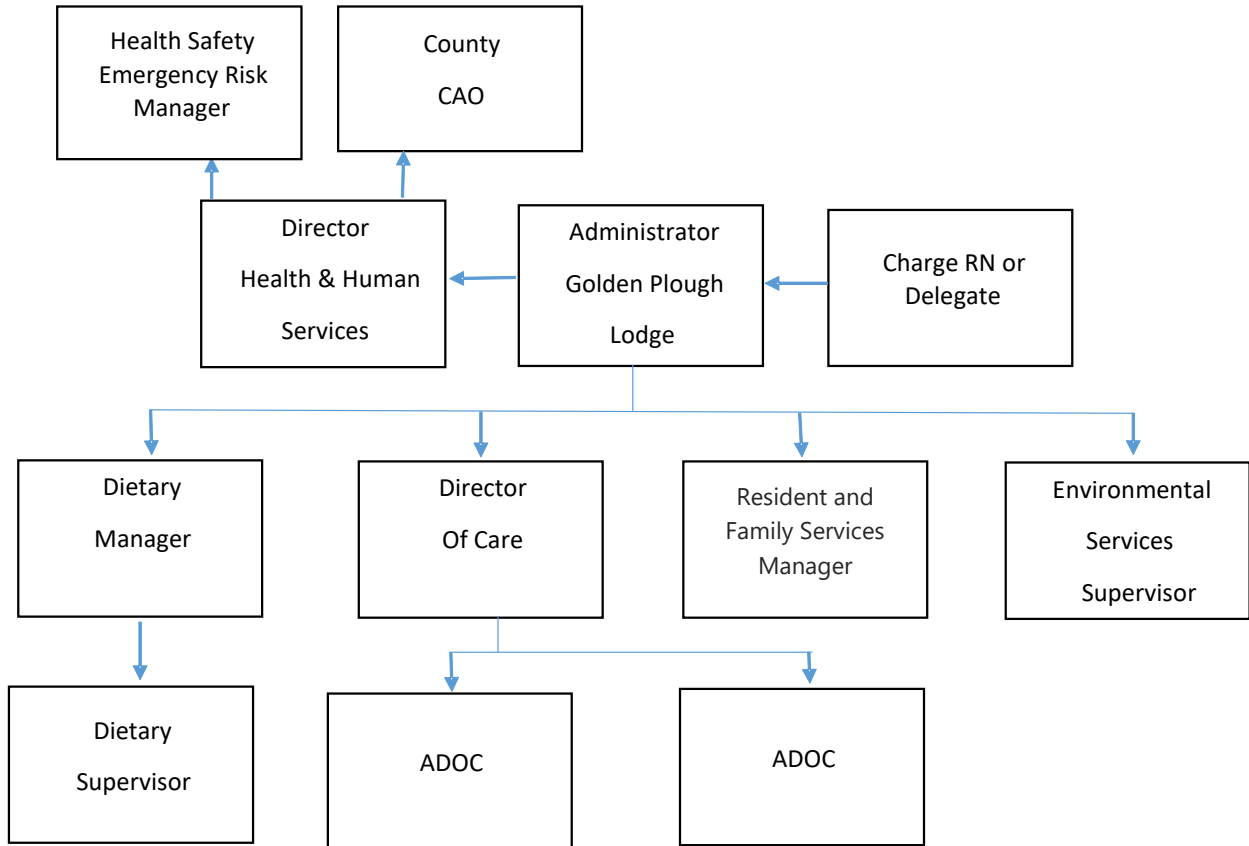 Health Safety
Emergency Risk
Manager
County
CAO
Director
Health & Human
Services
Administrator
Golden Plough
Lodge
Charge RN or
Delegate
Dietary
Manager
Director
Of Care
Resident and
Family Services
Manager
Environmental
Services
Supervisor
Dietary
Supervisor
ADOC
ADOC